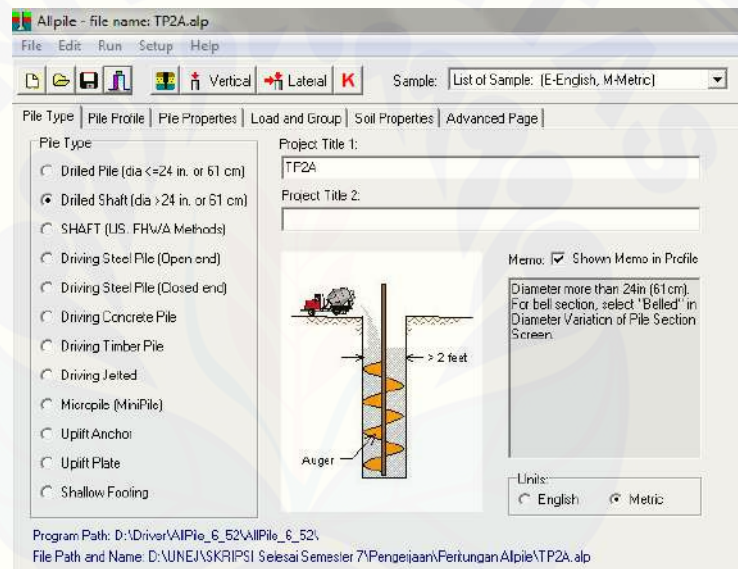 Allpile - file name: TP2A.alp
File Edit Run Setup Help
Vertical Lateral K Sample: List of Sample: (E-English, M-Metric)
Pile Type Pile Profile Pile Properties Load and Group Soil Properties Advanced Page
Pile Type
Drilled Pile (dia <=24 in. or 61 cm)
Drilled Shaft (dia >24 in. or 61 cm)
SHAFT (US. FHWA Methods)
Driving Steel Pile (Open end)
Driving Steel Pile (Closed end)
Driving Concrete Pile
Driving Timber Pile
Driving Jetted
Micropile (MiniPile)
Uplift Anchor
Uplift Plate
Shallow Footing
Project Title 1:
TP2A
Project Title 2:
> 2 feet
Auger
Memo: Shown Memo in Profile
Diameter more than 24in (61cm).
For bell section, select "Belled" in
Diameter Variation of Pile Section
Screen.
Units:
English Metric
Program Path: D:\Driver\AllPile_6_52\AllPile_6_52\
File Path and Name: D:\UNEJ\SKRIPSI Selesai Semester 7\Pengerjaan\Peritungan Allpile\TP2A.alp